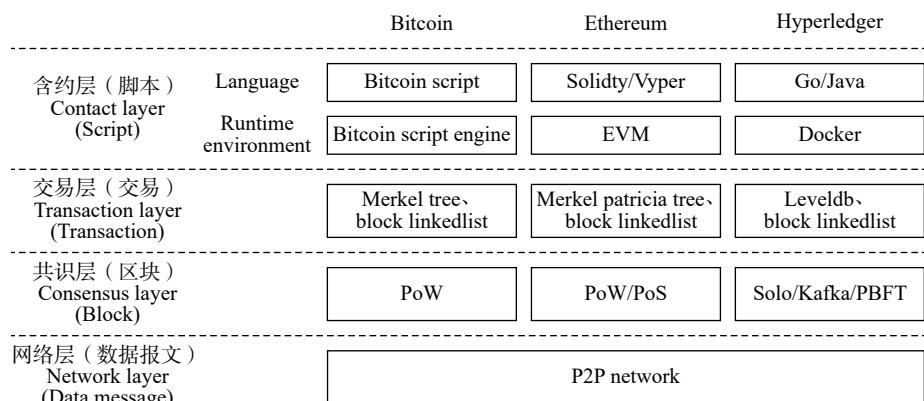 Bitcoin Ethereum Hyperledger
含约层（脚本）
Contact layer
(Script)
Language Bitcoin script Solidty/Vyper Go/Java
Runtime
environment Bitcoin script engine EVM Docker
交易层（交易）
Transaction layer
(Transaction)
Merkel tree、
block linkedlist
Merkel patricia tree、
block linkedlist
Leveldb、
block linkedlist
共识层（区块）
Consensus layer
(Block)
PoW PoW/PoS Solo/Kafka/PBFT
网络层（数据报文）
Network layer
(Data message)
P2P network